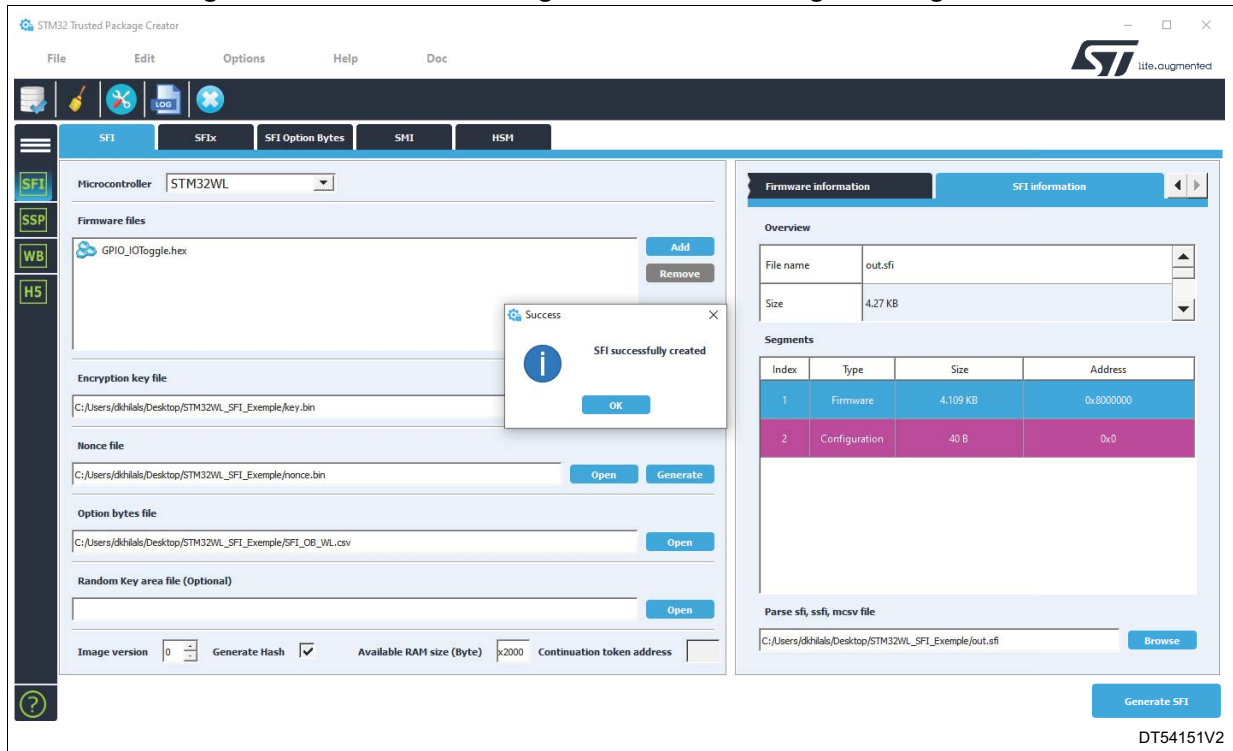 STM32 Trusted Package Creator
File Edit Options Help Doc
ST life.augmented
LOG
SFI SFIx SFI Option Bytes SMI HSM
SFI
SSP
WB
H5
Microcontroller STM32WL
Firmware files
GPIO_IOToggle.hex
Add
Remove
Encryption key file
C:/Users/dkhilals/Desktop/STM32WL_SFI_Exemple/key.bin
Nonce file
C:/Users/dkhilals/Desktop/STM32WL_SFI_Exemple/nonce.bin Open Generate
Option bytes file
C:/Users/dkhilals/Desktop/STM32WL_SFI_Exemple/SFI_OB_WL.csv Open
Random Key area file (Optional)
Open
Image version 0 Generate Hash Available RAM size (Byte) x2000 Continuation token address
Success
SFI successfully created
OK
Firmware information SFI information
Overview
File name out.sfi
Size 4.27 KB
Segments
Index Type Size Address
1 Firmware 4.109 KB 0x8000000
2 Configuration 40 B 0x0
Parse sfi, ssfi, mcsv file
C:/Users/dkhilals/Desktop/STM32WL_SFI_Exemple/out.sfi Browse
Generate SFI
DT54151V2